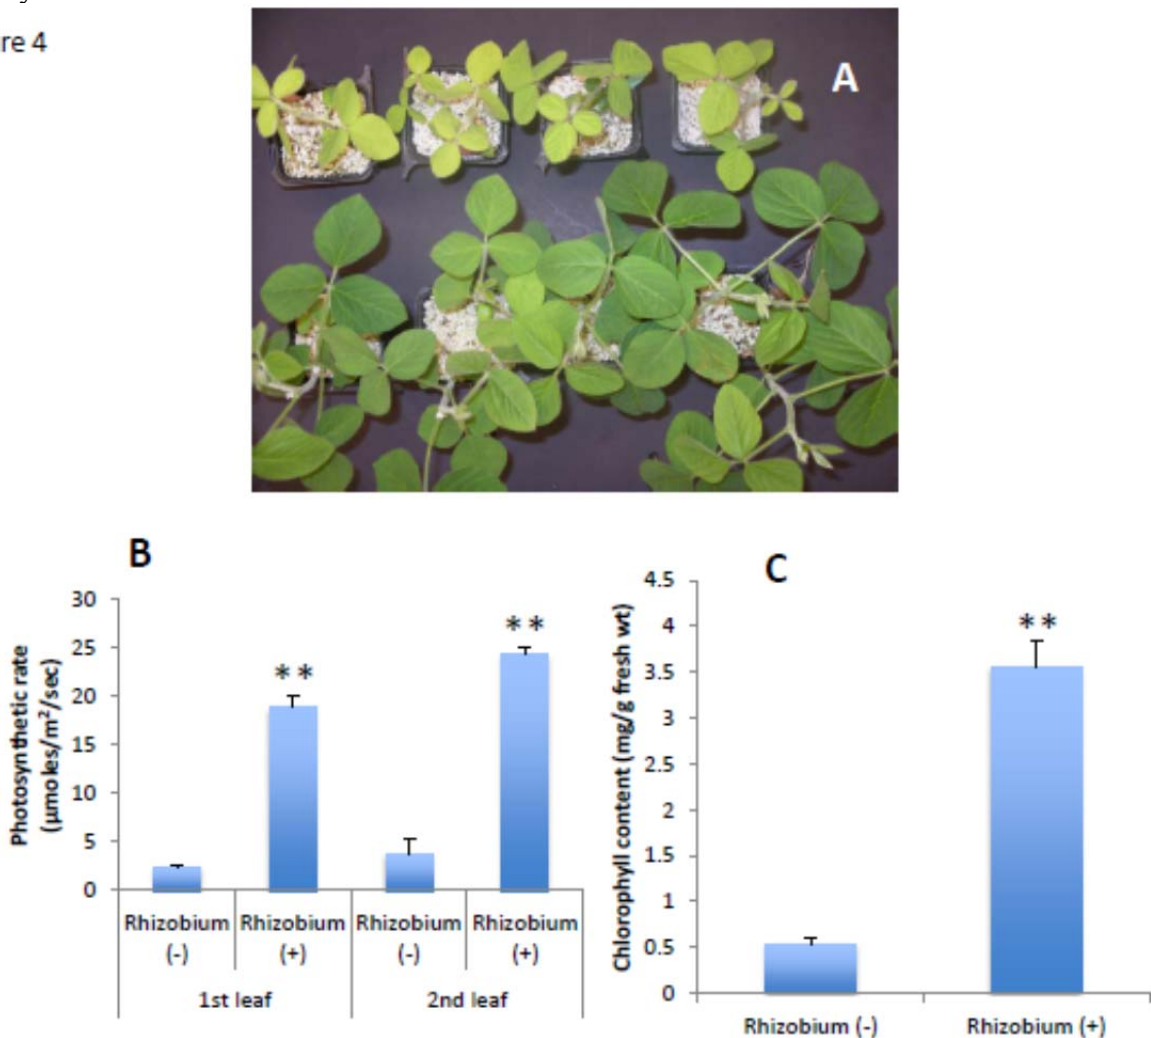 re 4
A
B
Photosynthetic rate
(µmoles/m²/sec)
30
25
20
15
10
5
0
**
**
Rhizobium Rhizobium Rhizobium Rhizobium
(-) (+) (-) (+)
1st leaf 2nd leaf
C
Chlorophyll content (mg/g fresh wt)
4.5
4
3.5
3
2.5
2
1.5
1
0.5
0
**
Rhizobium (-) Rhizobium (+)